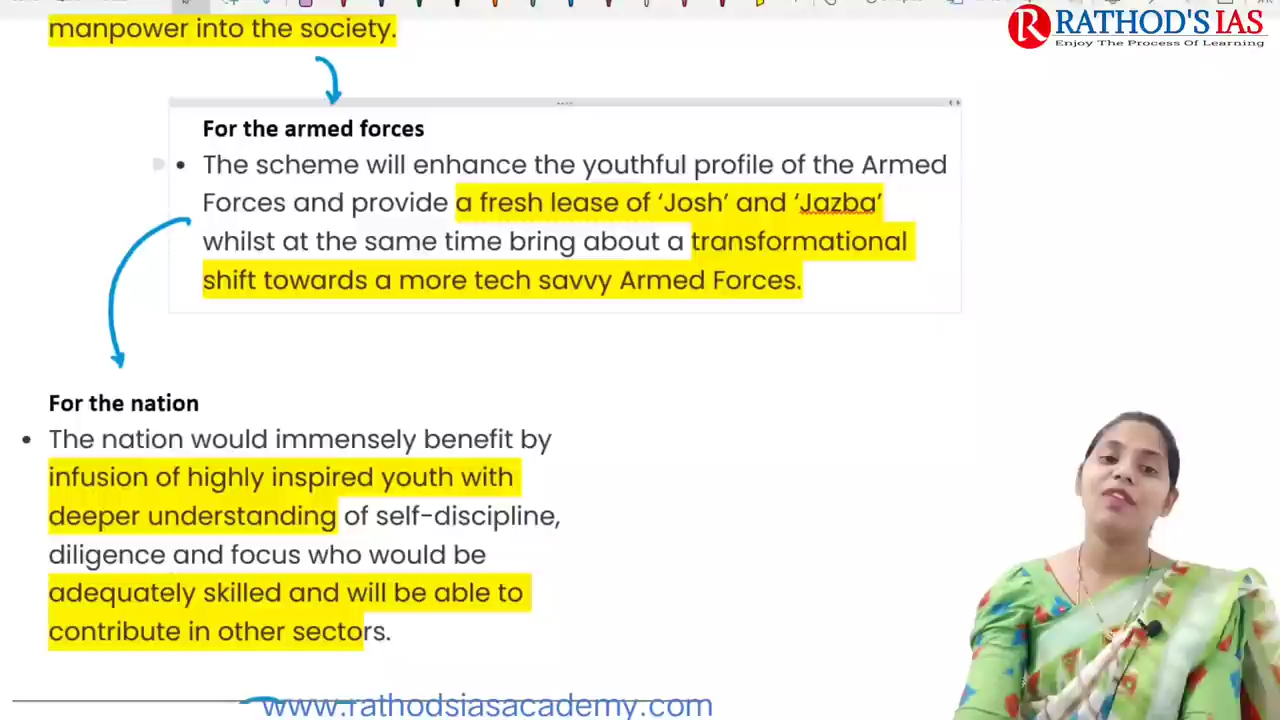 manpower into the society.
RATHOD'S IAS
Enjoy The Process Of Learning
For the armed forces
• The scheme will enhance the youthful profile of the Armed
Forces and provide a fresh lease of ‘Josh’ and ‘Jazba’
whilst at the same time bring about a transformational
shift towards a more tech savvy Armed Forces.
For the nation
• The nation would immensely benefit by
infusion of highly inspired youth with
deeper understanding of self-discipline,
diligence and focus who would be
adequately skilled and will be able to
contribute in other sectors.
www.rathodsiasacademy.com